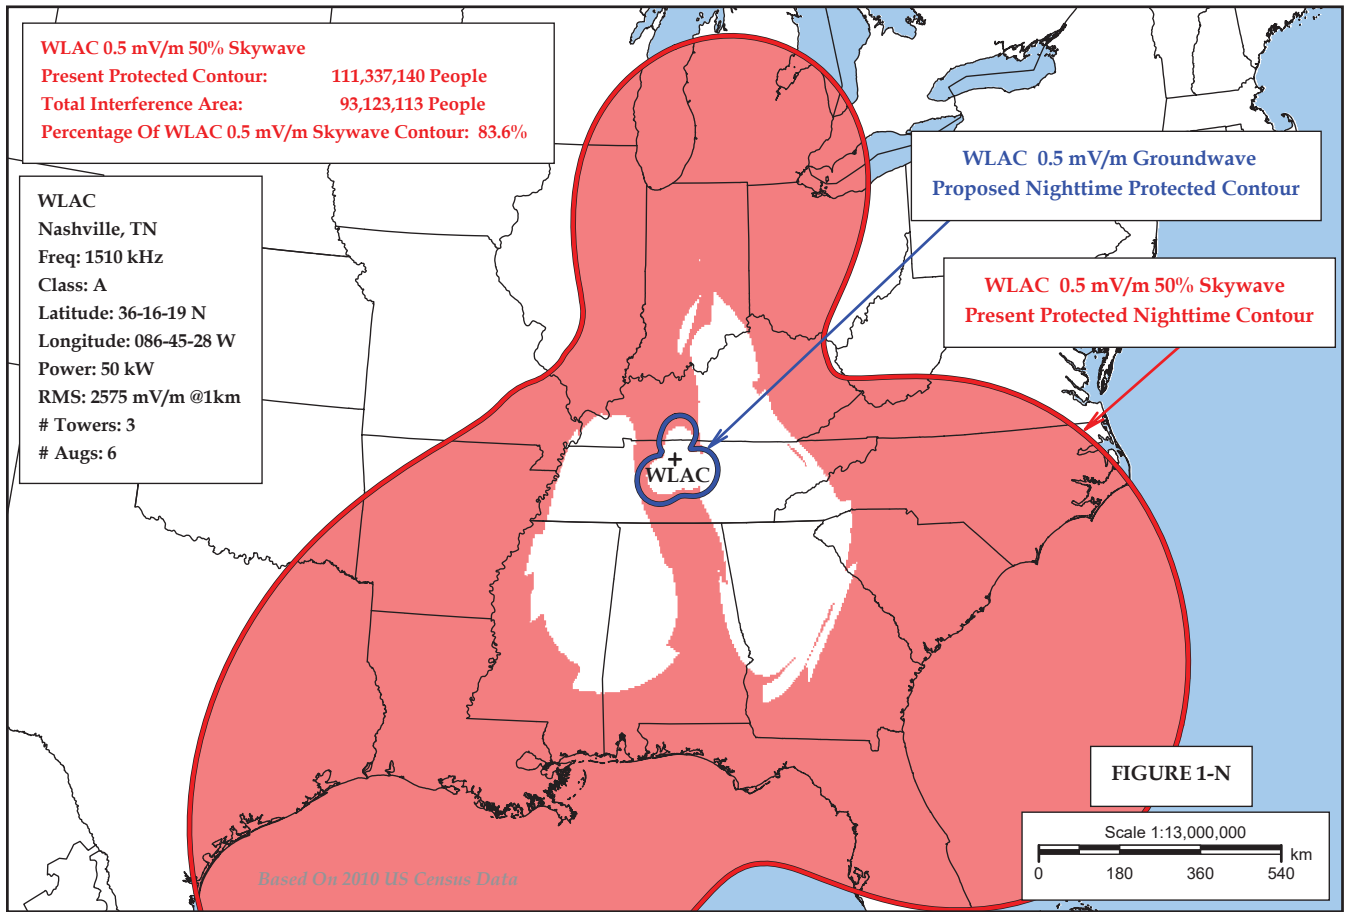 WLAC 0.5 mV/m 50% Skywave
Present Protected Contour: 111,337,140 People
Total Interference Area: 93,123,113 People
Percentage Of WLAC 0.5 mV/m Skywave Contour: 83.6%
WLAC
Nashville, TN
Freq: 1510 kHz
Class: A
Latitude: 36-16-19 N
Longitude: 086-45-28 W
Power: 50 kW
RMS: 2575 mV/m @1km
# Towers: 3
# Augs: 6
WLAC 0.5 mV/m Groundwave
Proposed Nighttime Protected Contour
WLAC 0.5 mV/m 50% Skywave
Present Protected Nighttime Contour
WLAC
FIGURE 1-N
Scale 1:13,000,000
km
0 180 360 540
Based On 2010 US Census Data